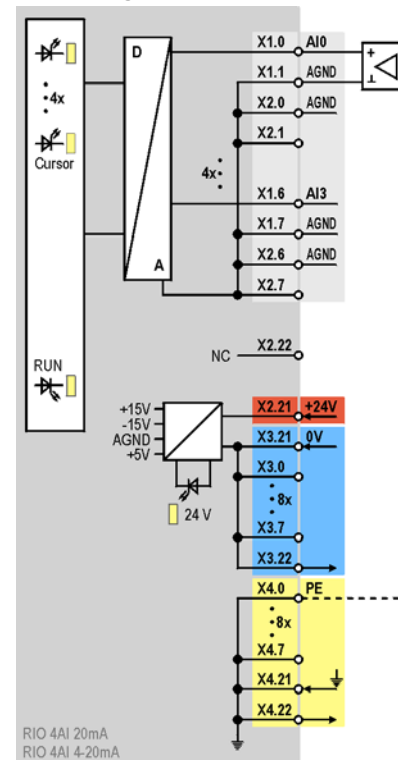 D
X1.0 AI0
+
X1.1 AGND
⊥
4x
X2.0 AGND
X2.1
Cursor
4x
X1.6 AI3
X1.7 AGND
A
X2.6 AGND
X2.7
X2.22
NC
RUN
+15V
X2.21 +24V
-15V
AGND
X3.21 0V
+5V
X3.0
8x
24 V
X3.7
X3.22
X4.0 PE
8x
X4.7
X4.21
X4.22
RIO 4AI 20mA
RIO 4AI 4-20mA